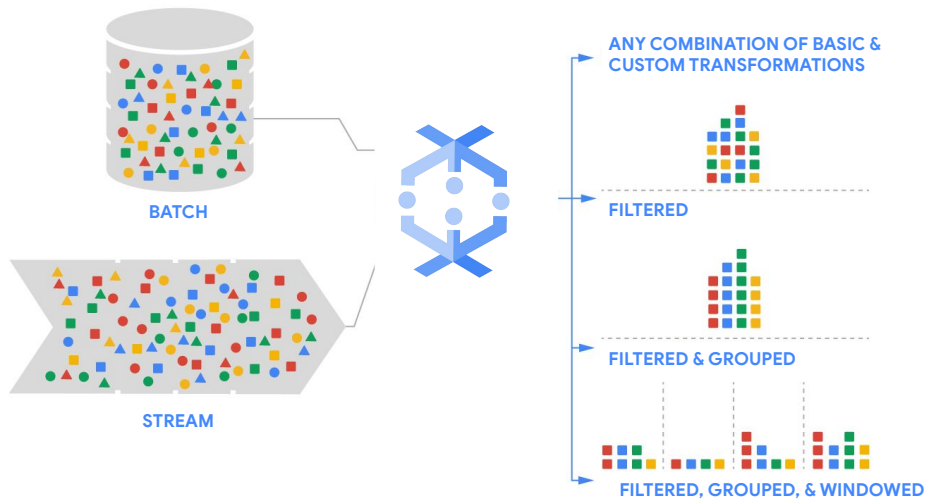 BATCH
STREAM
ANY COMBINATION OF BASIC &
CUSTOM TRANSFORMATIONS
FILTERED
FILTERED & GROUPED
FILTERED, GROUPED, & WINDOWED